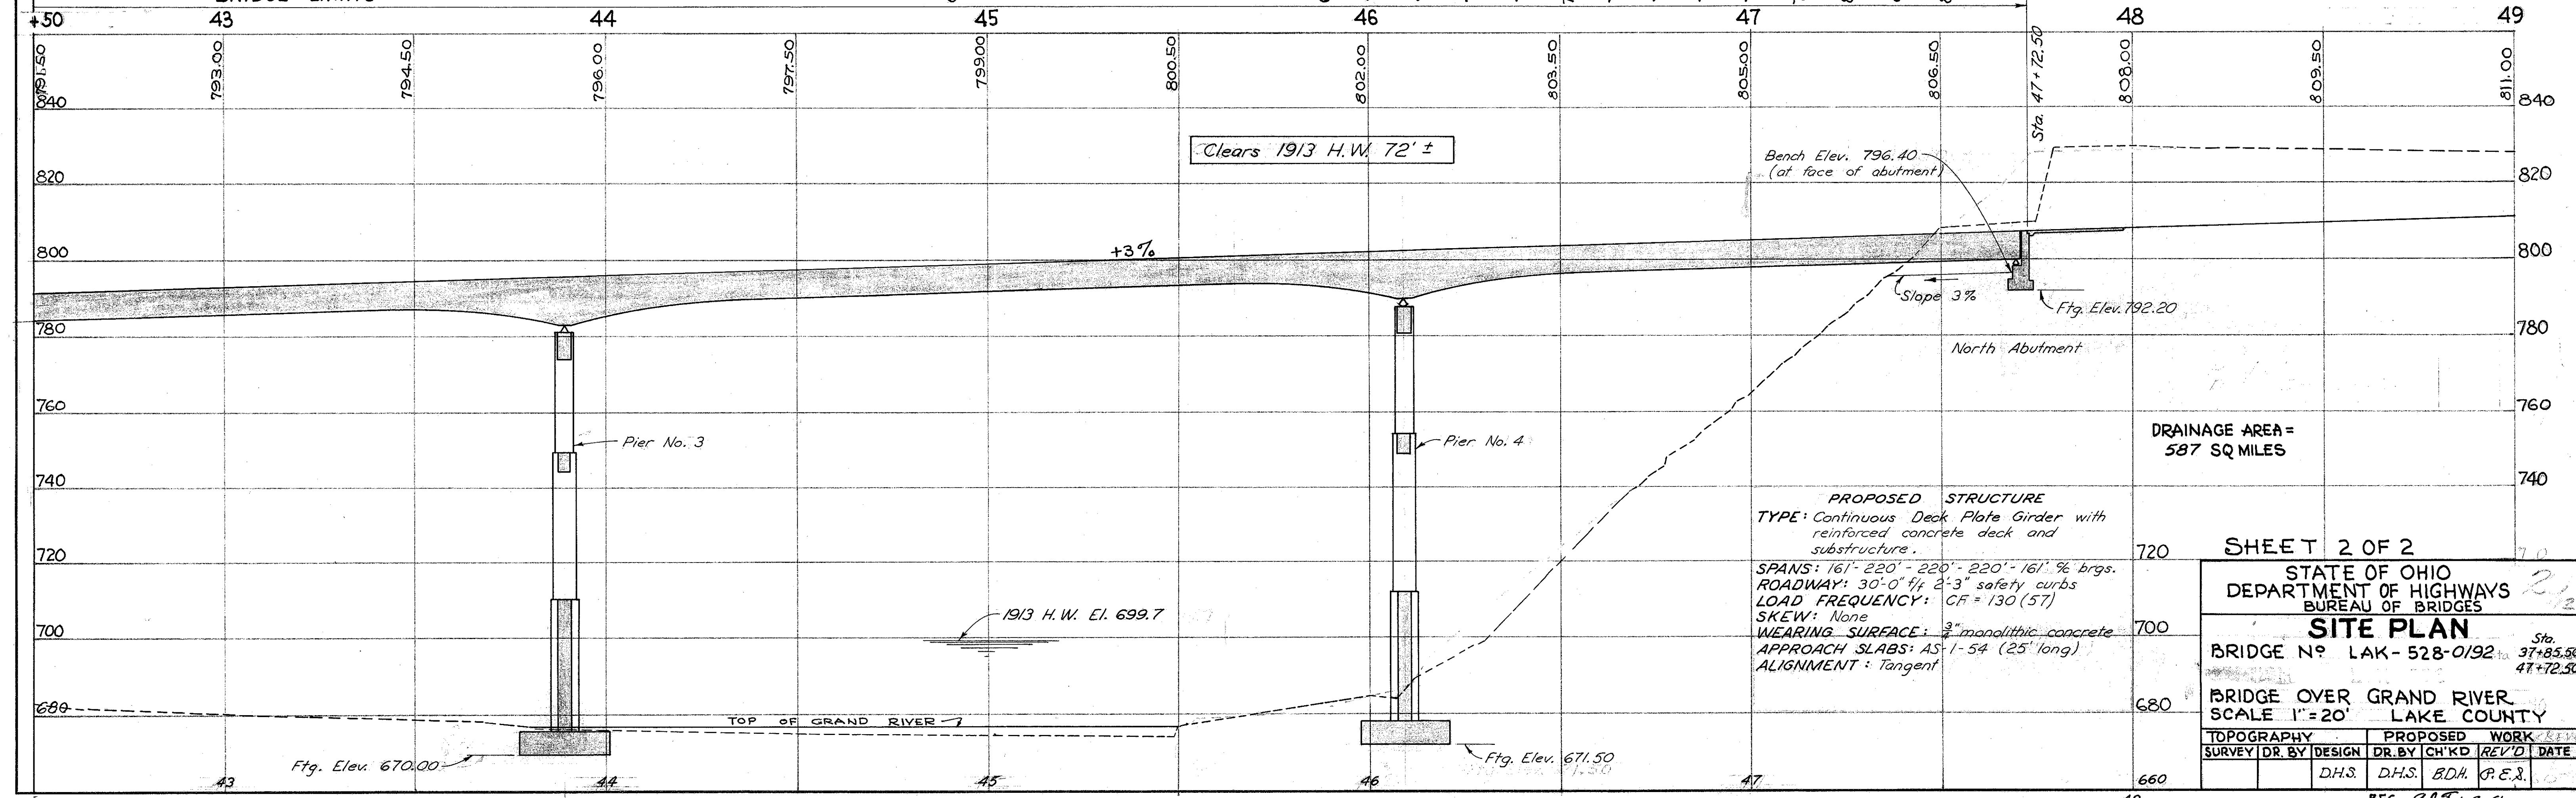 +50 43 44 45 46 47 48 49
791.50 793.00 794.50 796.00 797.50 799.00 800.50 802.00 803.50 805.00 806.50 Sta. 47+72.50 808.00 809.50 811.00
840 840
Clears 1913 H.W. 72' ±
Bench Elev. 796.40
(at face of abutment)
820 820
+3%
800 800
Slope 3%
Ftg. Elev. 792.20
780 780
North Abutment
760 760
Pier No. 3
Pier No. 4
DRAINAGE AREA =
587 SQ MILES
740 740
PROPOSED STRUCTURE
TYPE: Continuous Deck Plate Girder with
reinforced concrete deck and
substructure.
SPANS: 161'-220'-220'-220'-161' c/c brgs.
ROADWAY: 30'-0" f/f 2'-3" safety curbs
LOAD FREQUENCY: CF = 130 (57)
SKEW: None
WEARING SURFACE: 3/4" monolithic concrete
APPROACH SLABS: AS-1-54 (25' long)
ALIGNMENT: Tangent
720 720
1913 H.W. El. 699.7
700 700
680 680
TOP OF GRAND RIVER
Ftg. Elev. 670.00
Ftg. Elev. 671.50
43 44 45 46 47
660
SHEET 2 OF 2
STATE OF OHIO
DEPARTMENT OF HIGHWAYS
BUREAU OF BRIDGES
SITE PLAN
BRIDGE Nº LAK-528-0192
Sta.
37+85.50
47+72.50
BRIDGE OVER GRAND RIVER
SCALE 1"=20' LAKE COUNTY
TOPOGRAPHY PROPOSED WORK
SURVEY DR. BY DESIGN DR. BY CH'KD REV'D DATE
D.H.S. D.H.S. B.D.H. P.E.S.